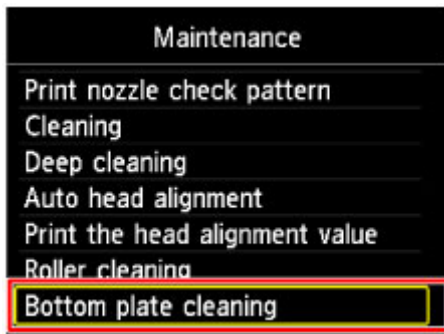 Maintenance
Print nozzle check pattern
Cleaning
Deep cleaning
Auto head alignment
Print the head alignment value
Roller cleaning
Bottom plate cleaning